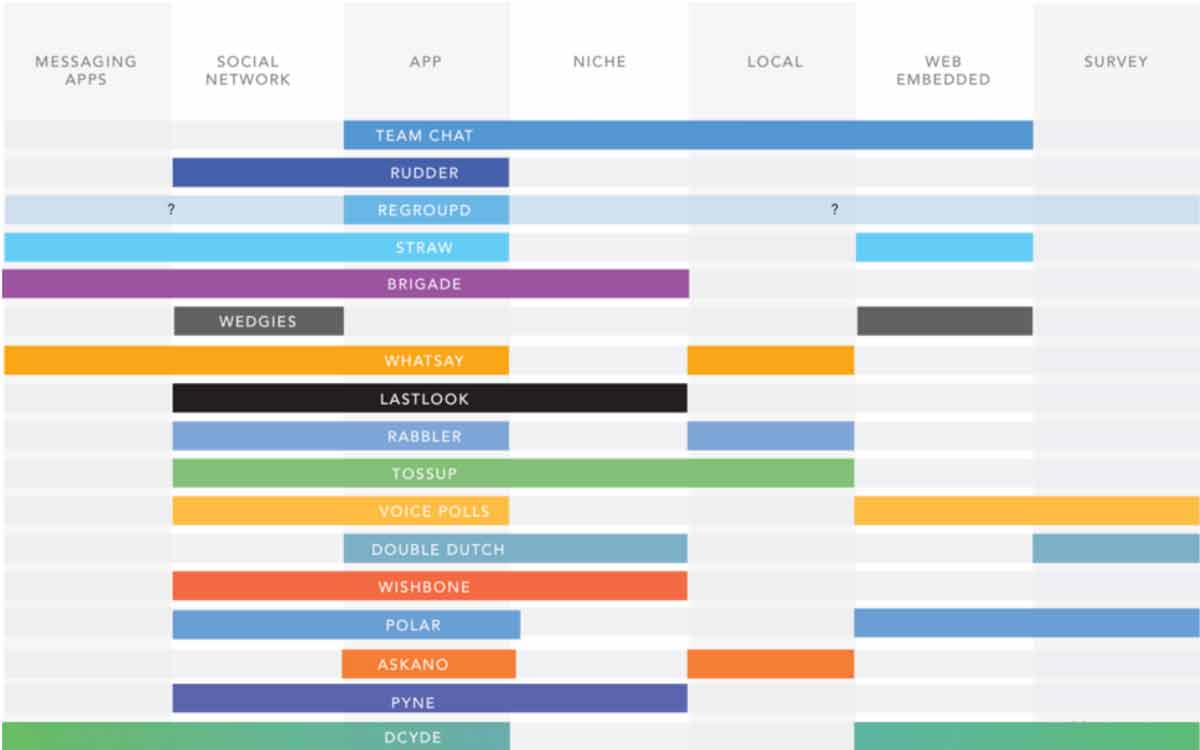 MESSAGING
APPS
SOCIAL
NETWORK
APP
NICHE
LOCAL
WEB
EMBEDDED
SURVEY
TEAM CHAT
RUDDER
?
REGROUPD
?
STRAW
BRIGADE
WEDGIES
WHATSAY
LASTLOOK
RABBLER
TOSSUP
VOICE POLLS
DOUBLE DUTCH
WISHBONE
POLAR
ASKANO
PYNE
DCYDE